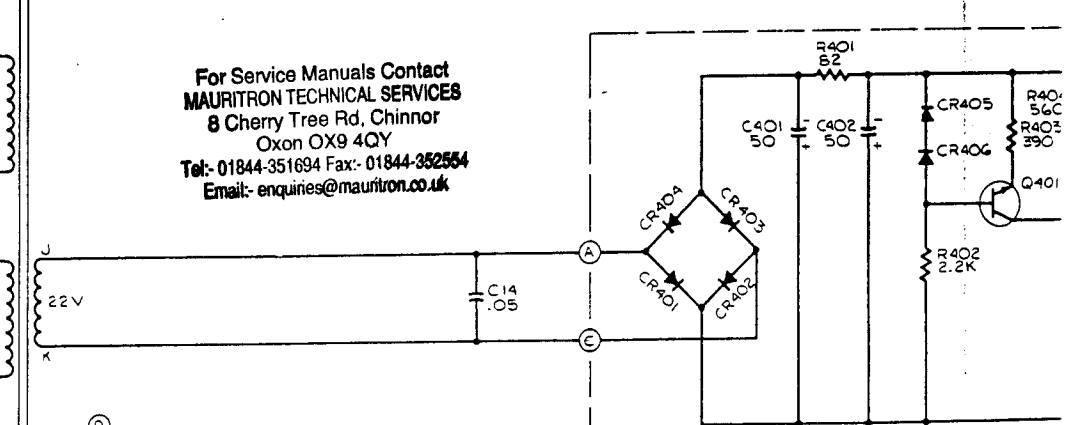 For Service Manuals Contact
MAURITRON TECHNICAL SERVICES
8 Cherry Tree Rd, Chinnor
Oxon OX9 4QY
Tel:- 01844-351694 Fax:- 01844-352554
Email:- enquiries@mauritron.co.uk
R401
82
C401
50
-
+
C402
50
-
+
CR405
CR406
R404
560
R403
390
Q401
R402
2.2K
CR404
CR403
CR401
CR402
J
22V
K
C14
.05
A
C